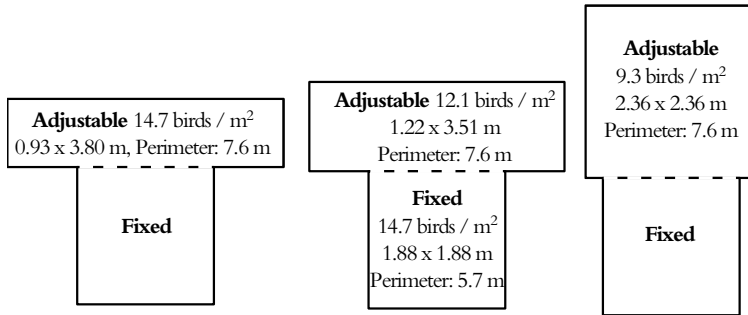 Adjustable 14.7 birds / m²
0.93 x 3.80 m, Perimeter: 7.6 m
Fixed
Adjustable 12.1 birds / m²
1.22 x 3.51 m
Perimeter: 7.6 m
Fixed
14.7 birds / m²
1.88 x 1.88 m
Perimeter: 5.7 m
Adjustable
9.3 birds / m²
2.36 x 2.36 m
Perimeter: 7.6 m
Fixed